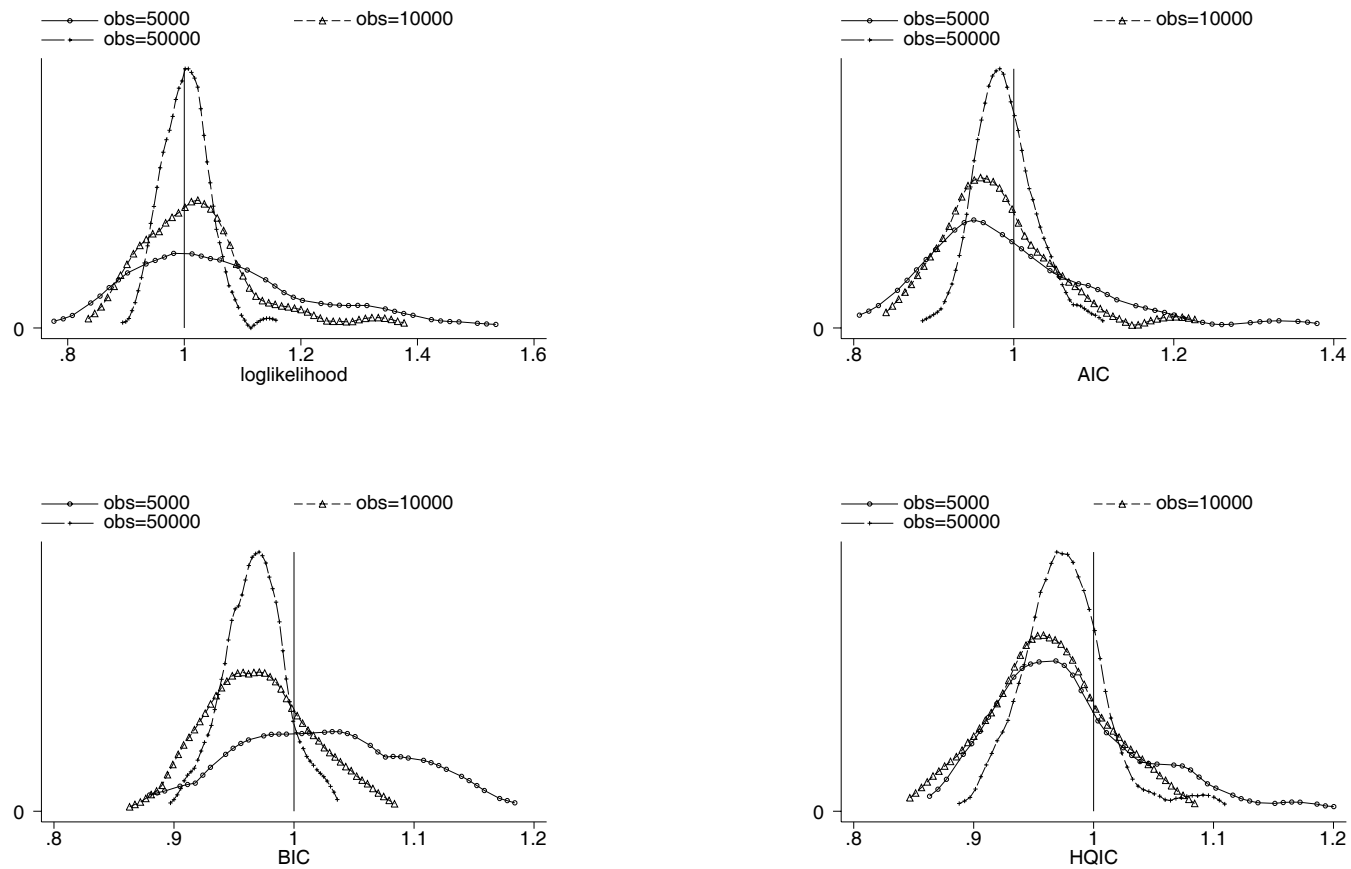 obs=5000 obs=10000
obs=50000
0
.8 1 1.2 1.4 1.6
loglikelihood
obs=5000 obs=10000
obs=50000
0
.8 1 1.2 1.4
AIC
obs=5000 obs=10000
obs=50000
0
.8 .9 1 1.1 1.2
BIC
obs=5000 obs=10000
obs=50000
0
.8 .9 1 1.1 1.2
HQIC